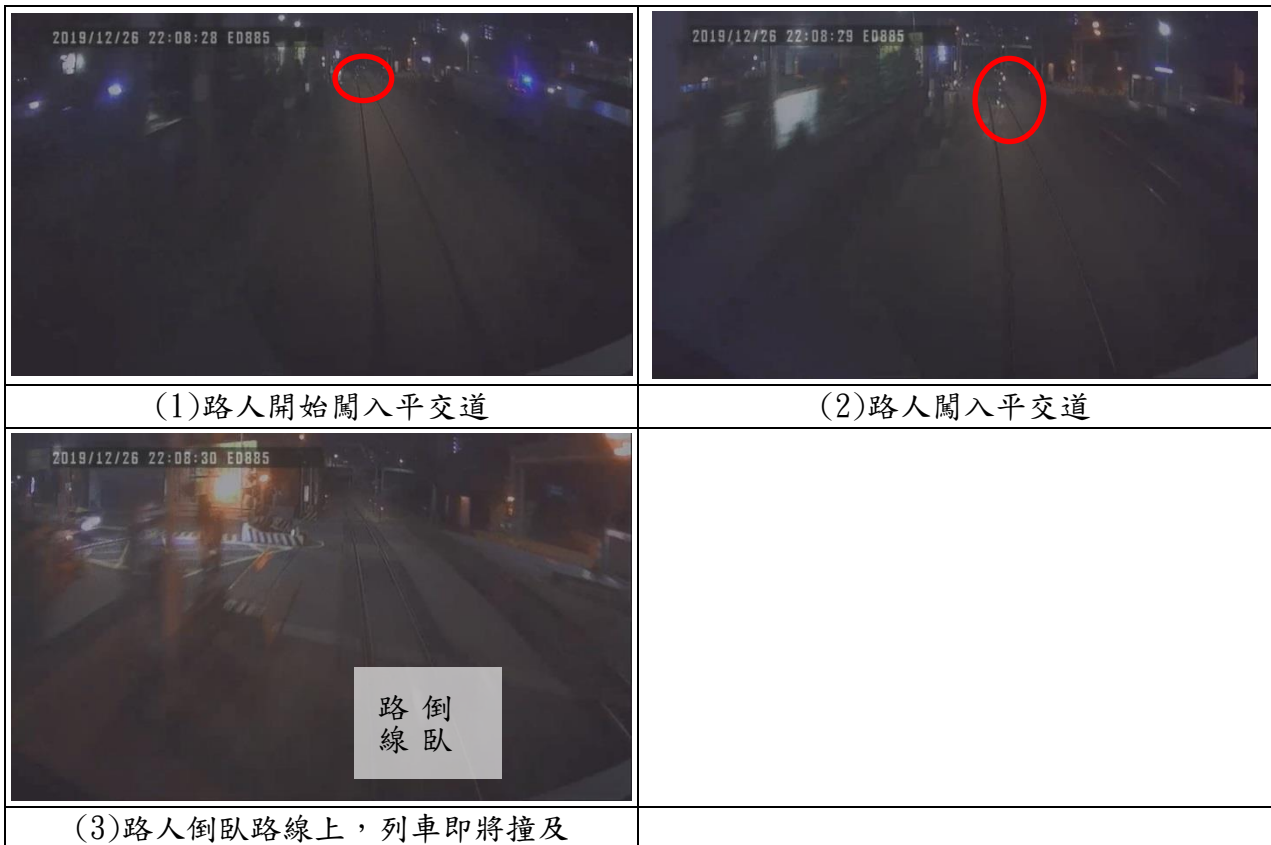 2019/12/26 22:08:28 ED885
2019/12/26 22:08:29 ED885
(1)路人開始闖入平交道
(2)路人闖入平交道
2019/12/26 22:08:30 ED885
路 倒
線 臥
(3)路人倒臥路線上，列車即將撞及